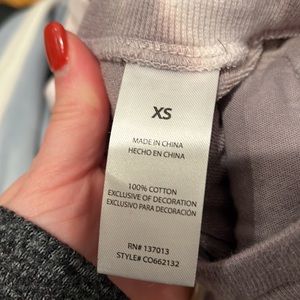 XS
MADE IN CHINA
HECHO EN CHINA
100% COTTON
EXCLUSIVE OF DECORATION
EXCLUSIVO PARA DECORACIÓN
RN# 137013
STYLE# CO662132